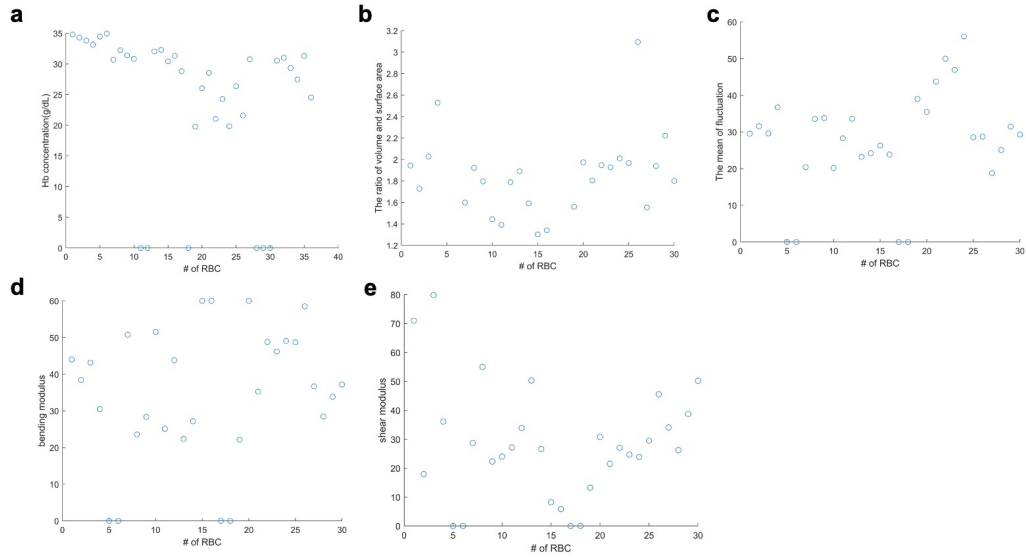 a
35
30
25
20
15
10
5
0
Hb concentration(g/dL)
0 5 10 15 20 25 30 35 40
# of RBC
b
3.2
3
2.8
2.6
2.4
2.2
2
1.8
1.6
1.4
1.2
The ratio of volume and surface area
0 5 10 15 20 25 30
# of RBC
c
60
50
40
30
20
10
0
The mean of fluctuation
0 5 10 15 20 25 30
# of RBC
d
60
50
40
30
20
10
0
bending modulus
0 5 10 15 20 25 30
# of RBC
e
80
70
60
50
40
30
20
10
0
shear modulus
0 5 10 15 20 25 30
# of RBC